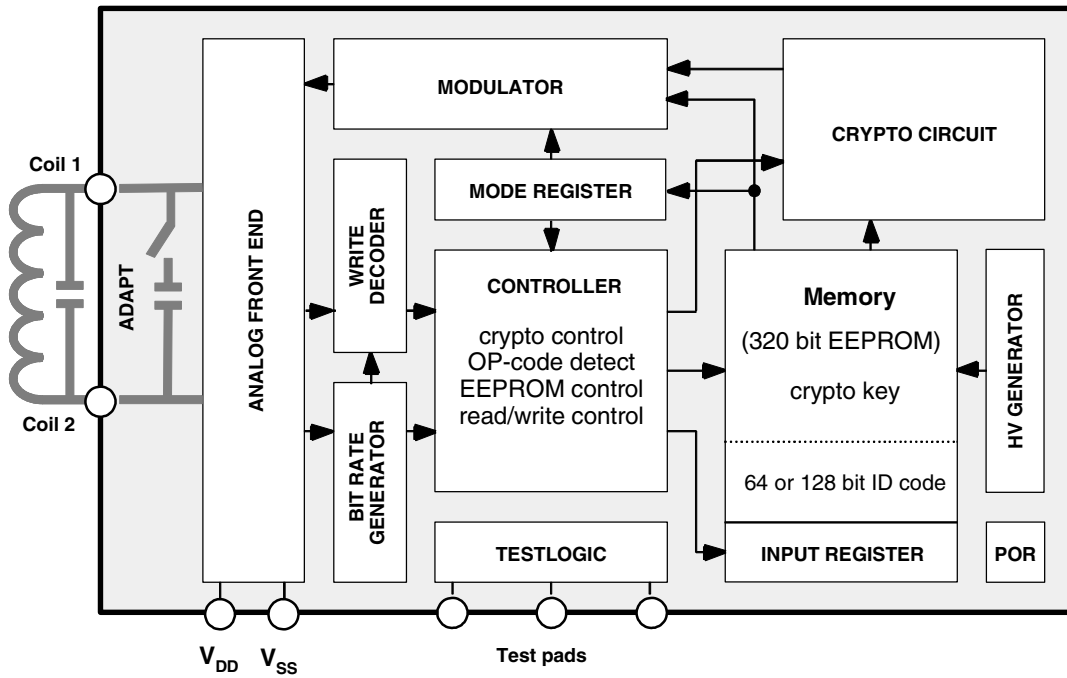 MODULATOR
CRYPTO CIRCUIT
Coil 1
MODE REGISTER
ADAPT
ANALOG FRONT END
WRITE
DECODER
CONTROLLER
crypto control
OP-code detect
EEPROM control
read/write control
Memory
(320 bit EEPROM)
crypto key
HV GENERATOR
Coil 2
BIT RATE
GENERATOR
64 or 128 bit ID code
TESTLOGIC
INPUT REGISTER
POR
VDD
VSS
Test pads